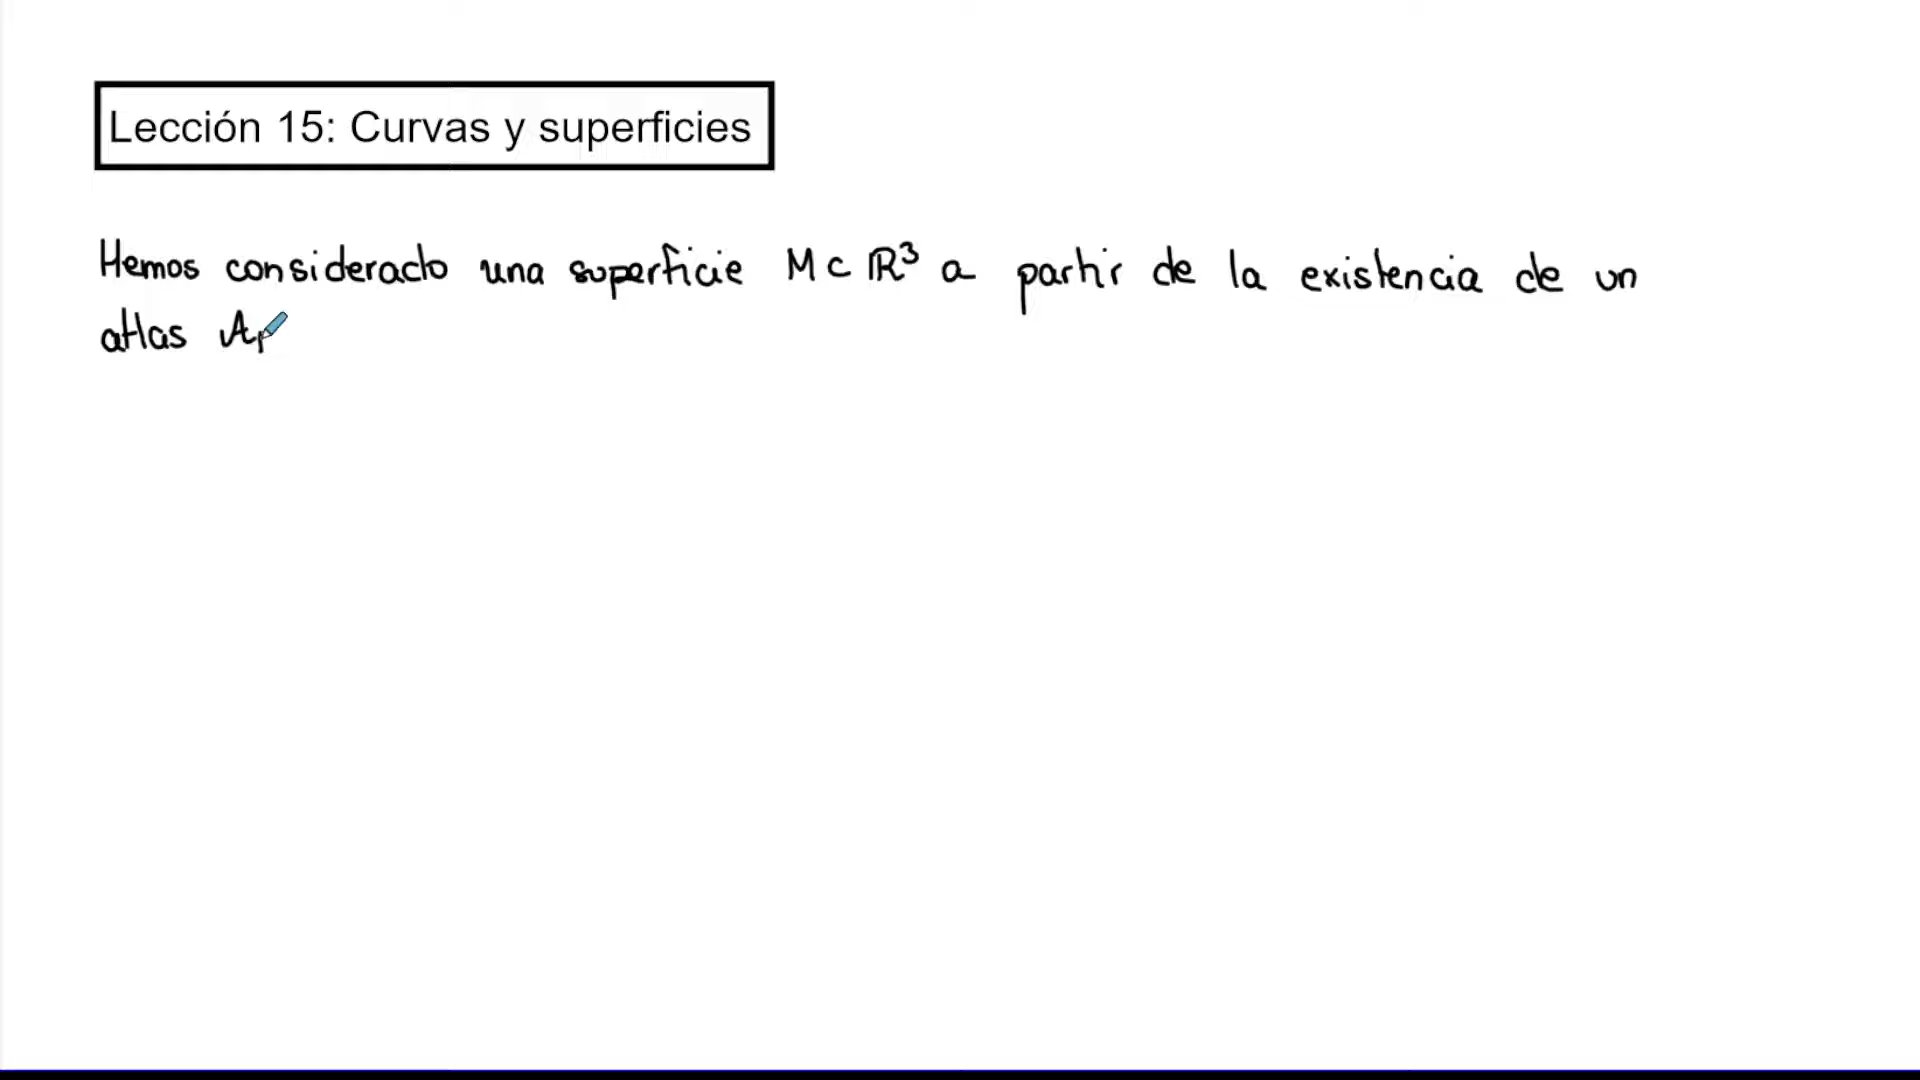 Lección 15: Curvas y superficies
Hemos considerado una superficie M ⊂ ℝ³ a partir de la existencia de un
atlas 𝒜